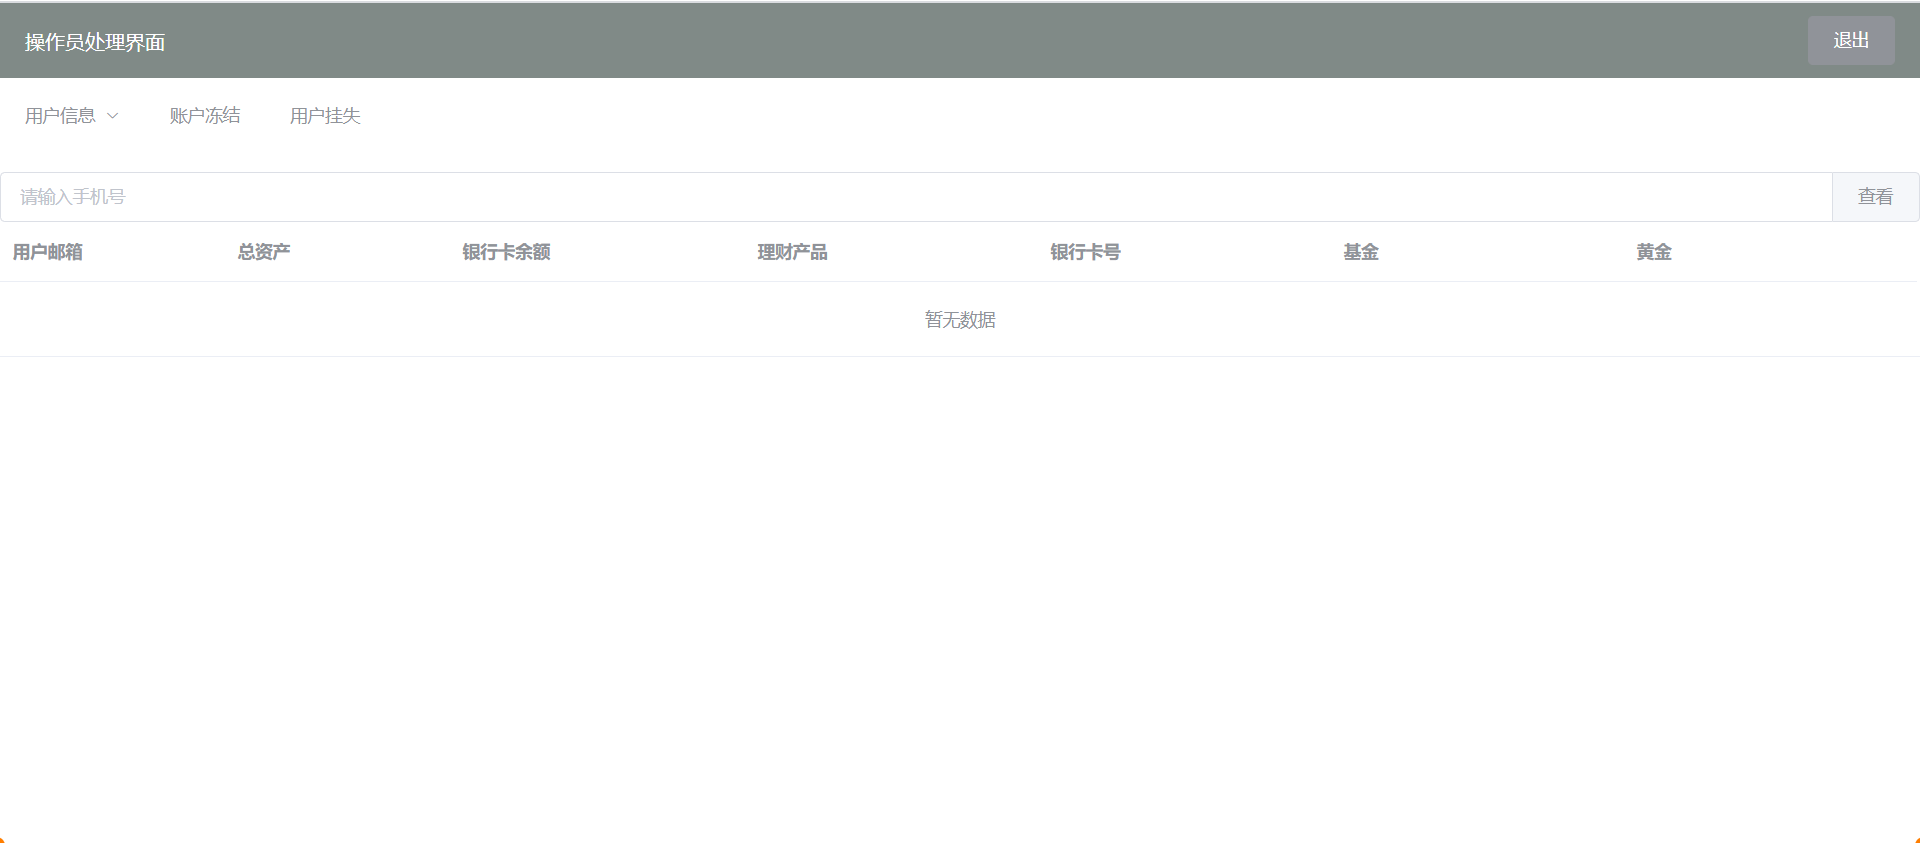 操作员处理界面 退出
用户信息 账户冻结 用户挂失
请输入手机号 查看
用户邮箱 总资产 银行卡余额 理财产品 银行卡号 基金 黄金
暂无数据